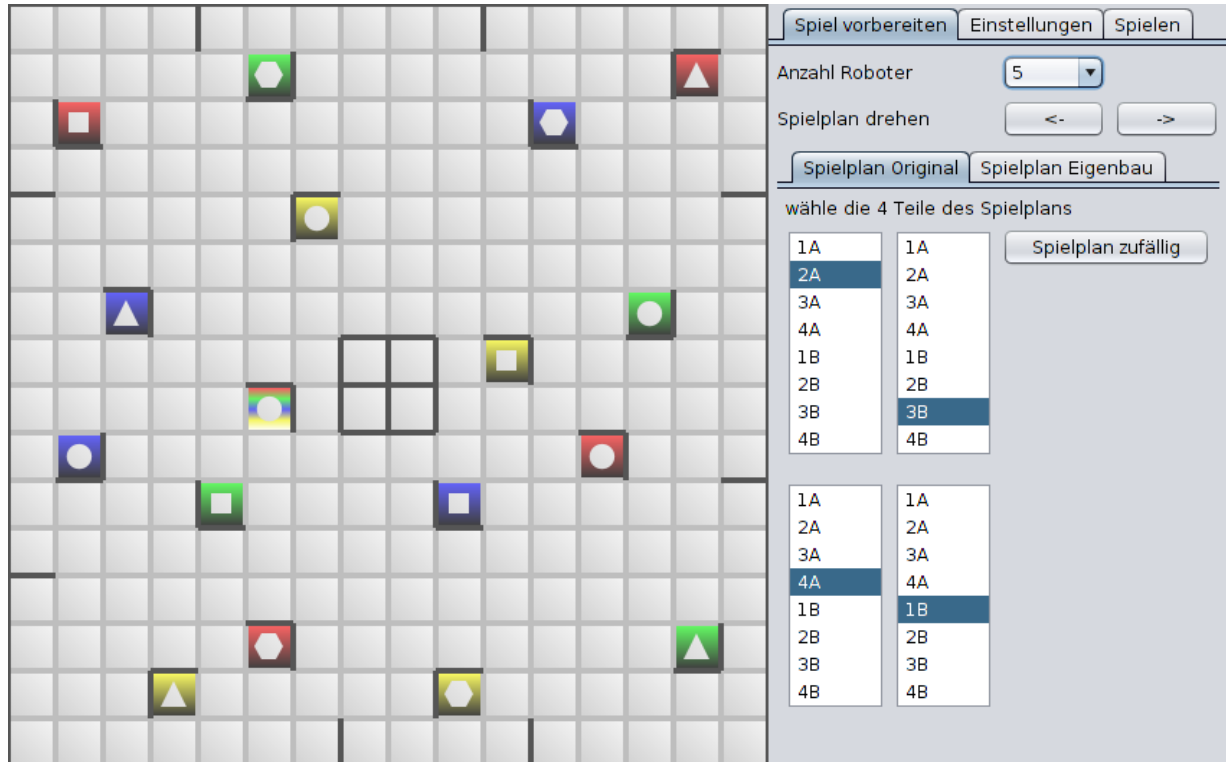 Spiel vorbereiten Einstellungen Spielen
Anzahl Roboter 5
Spielplan drehen <- ->
Spielplan Original Spielplan Eigenbau
wähle die 4 Teile des Spielplans
1A 1A Spielplan zufällig
2A 2A
3A 3A
4A 4A
1B 1B
2B 2B
3B 3B
4B 4B
1A 1A
2A 2A
3A 3A
4A 4A
1B 1B
2B 2B
3B 3B
4B 4B